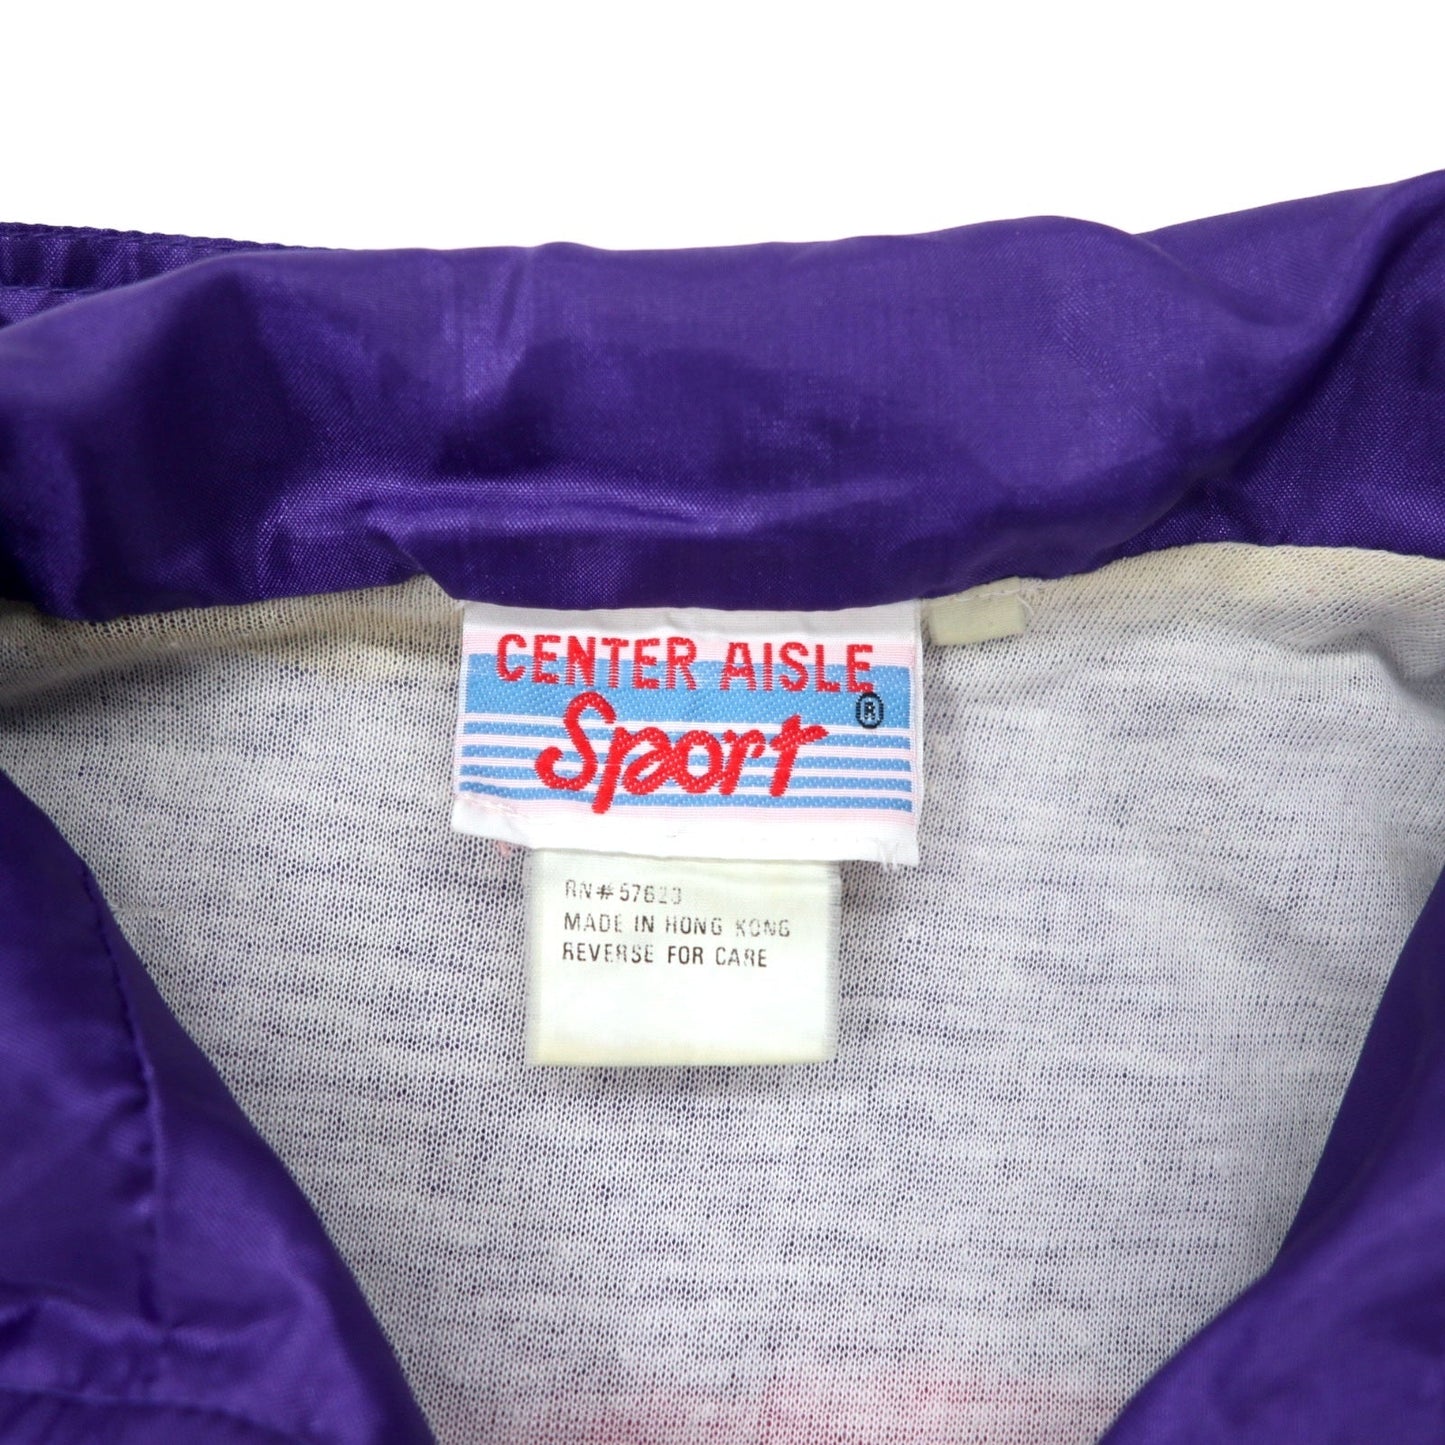 CENTER AISLE
Sport ®
MADE IN HONG KONG
REVERSE FOR CARE